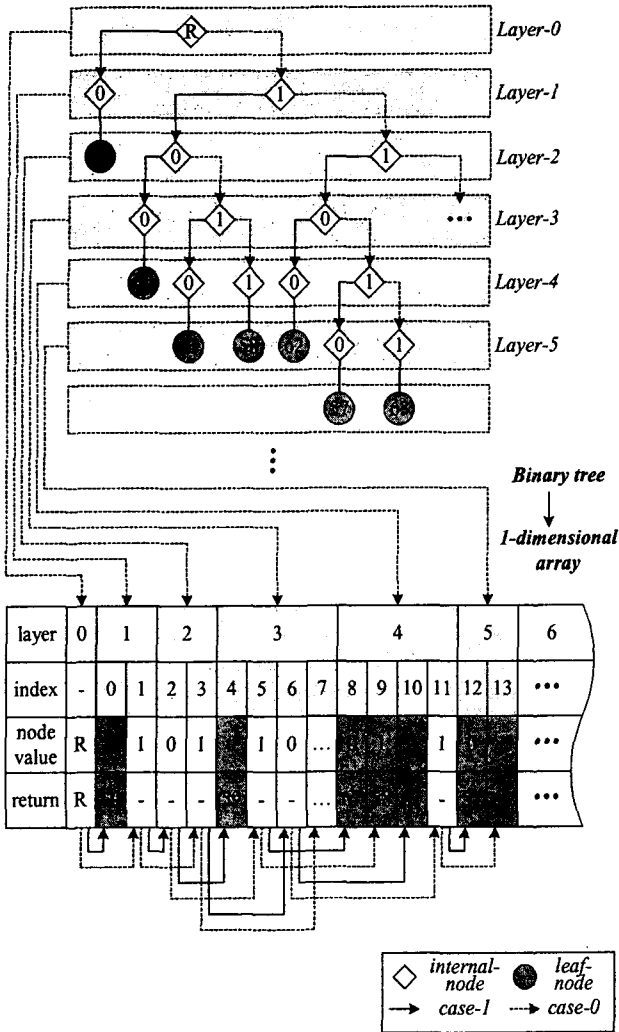 R
Layer-0
0
1
Layer-1
0
1
Layer-2
0
1
0
...
Layer-3
0
1
0
1
Layer-4
0
1
Layer-5
Binary tree
1-dimensional
array
layer 0 1 2 3 4 5 6
index - 0 1 2 3 4 5 6 7 8 9 10 11 12 13 ...
node
value R 1 0 1 1 0 ... 1 ...
return R - - - - - ... - ...
internal-
node
leaf-
node
case-1
case-0